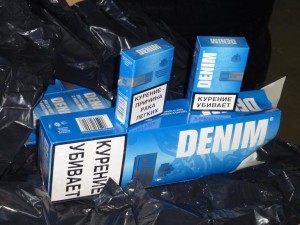 DENIM
КУРЕНИЕ -
ПРИЧИНА
РАКА
ЛЕГКИХ
DENIM
КУРЕНИЕ
УБИВАЕТ
DENIM
КУРЕНИЕ
УБИВАЕТ